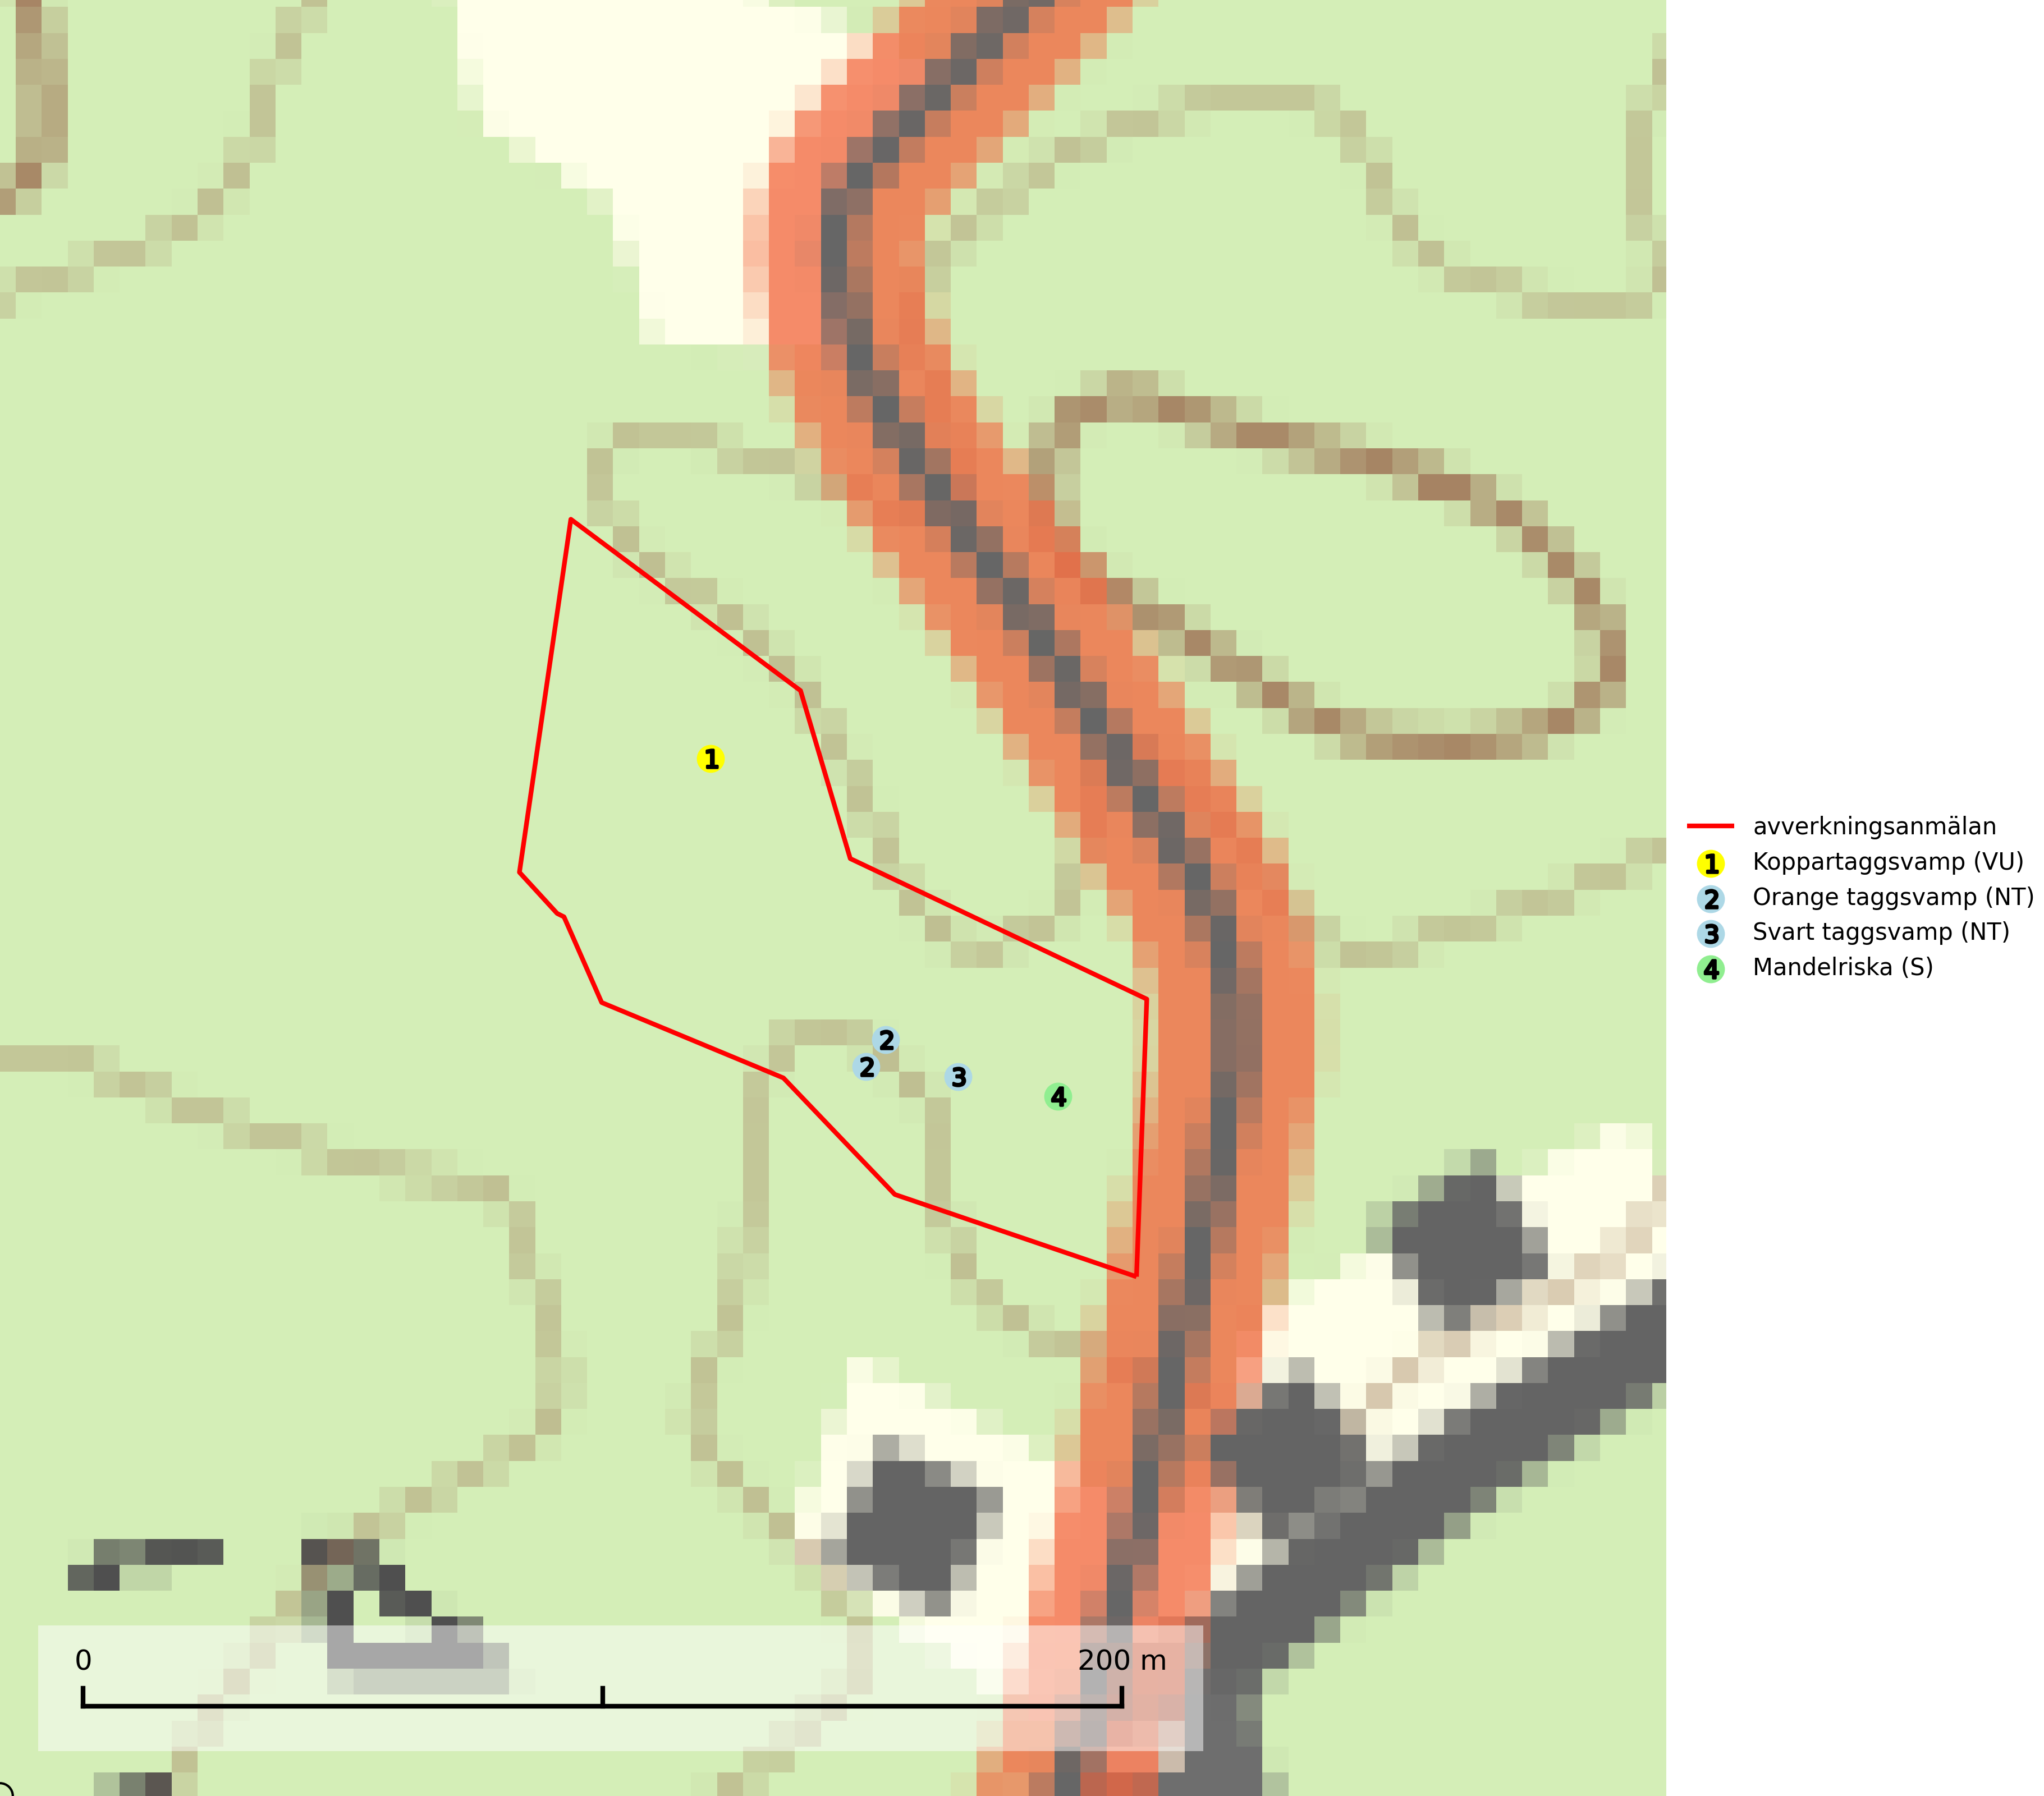 1
2
2
3
4
avverkningsanmälan
1 Koppartaggsvamp (VU)
2 Orange taggsvamp (NT)
3 Svart taggsvamp (NT)
4 Mandelriska (S)
0 200 m